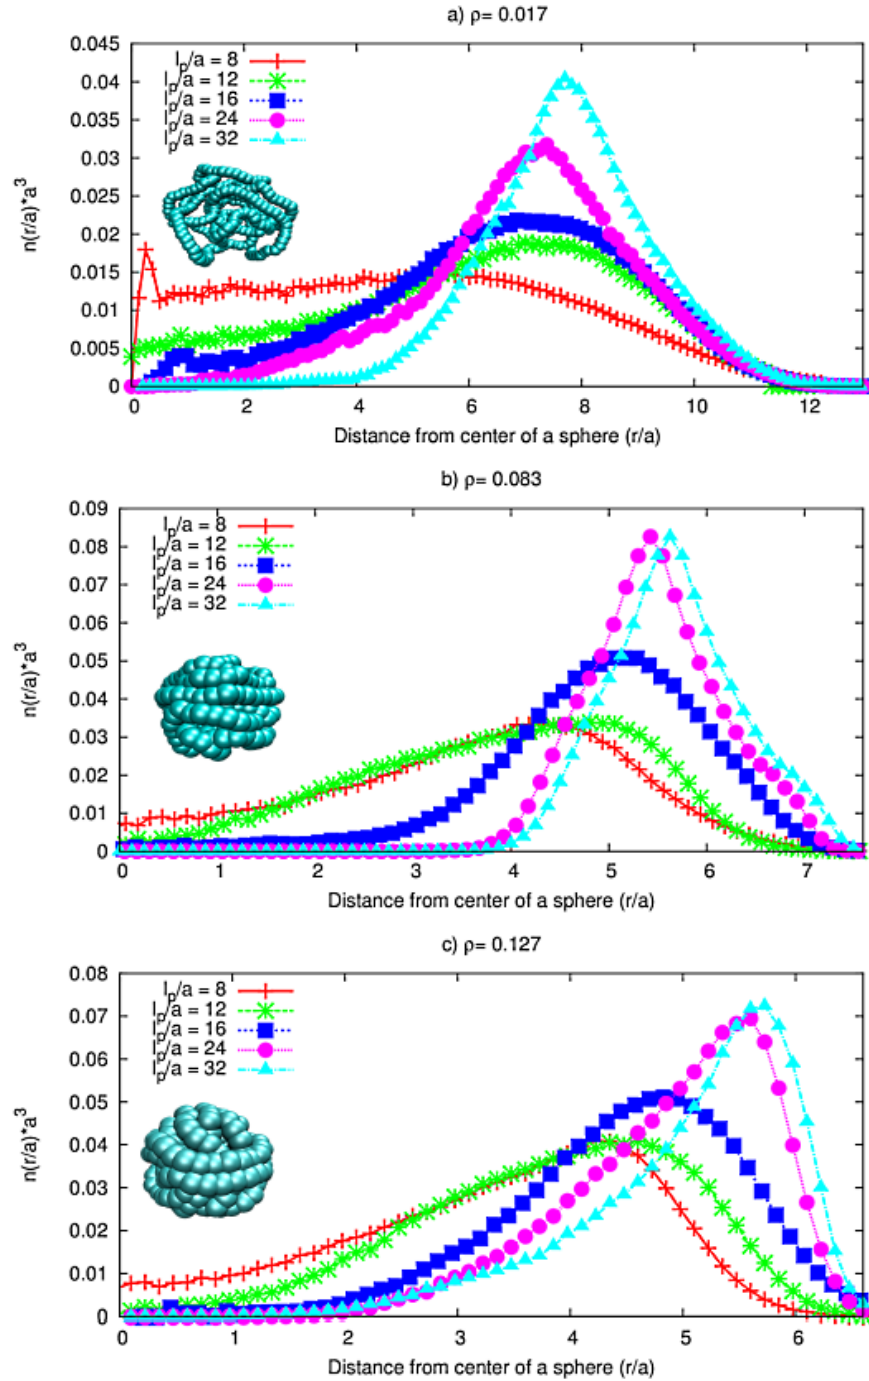 a) ρ= 0.017
n(r/a)*a³
0.045
0.04
0.035
0.03
0.025
0.02
0.015
0.01
0.005
0
lp/a = 8
lp/a = 12
lp/a = 16
lp/a = 24
lp/a = 32
0 2 4 6 8 10 12
Distance from center of a sphere (r/a)
b) ρ= 0.083
n(r/a)*a³
0.09
0.08
0.07
0.06
0.05
0.04
0.03
0.02
0.01
0
lp/a = 8
lp/a = 12
lp/a = 16
lp/a = 24
lp/a = 32
0 1 2 3 4 5 6 7
Distance from center of a sphere (r/a)
c) ρ= 0.127
n(r/a)*a³
0.08
0.07
0.06
0.05
0.04
0.03
0.02
0.01
0
lp/a = 8
lp/a = 12
lp/a = 16
lp/a = 24
lp/a = 32
0 1 2 3 4 5 6
Distance from center of a sphere (r/a)